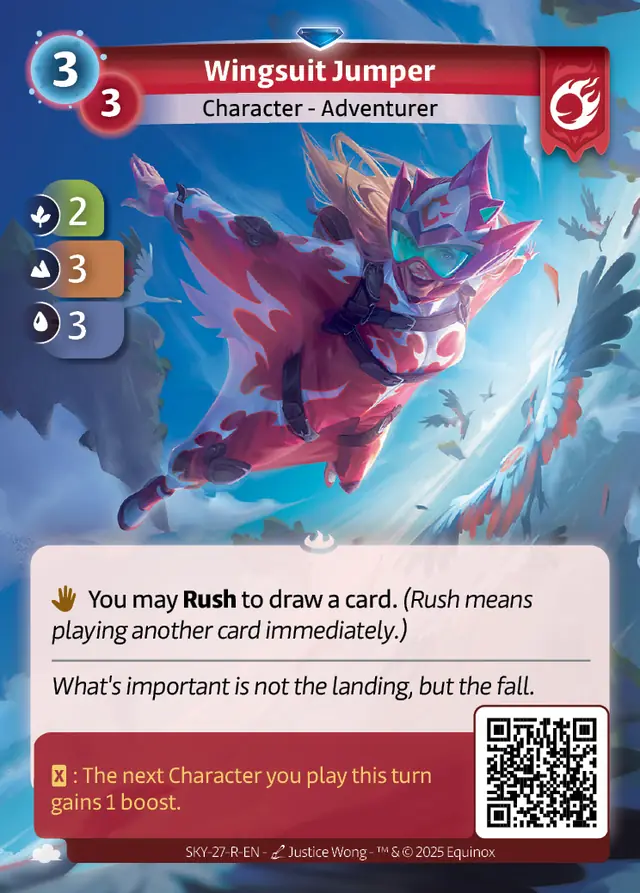 3
Wingsuit Jumper
3
Character - Adventurer
2
3
3
You may Rush to draw a card. (Rush means
playing another card immediately.)
What's important is not the landing, but the fall.
X : The next Character you play this turn
gains 1 boost.
SKY-27-R-EN - Justice Wong - ™ & © 2025 Equinox